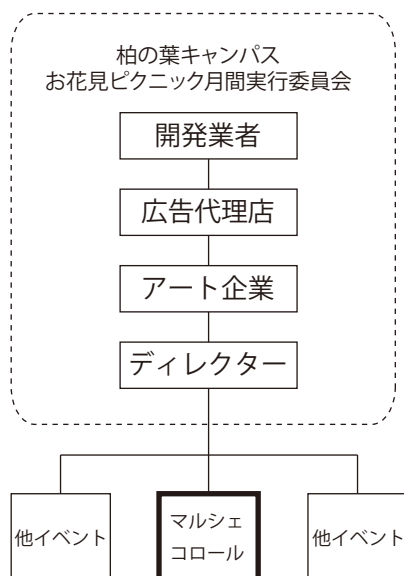 柏の葉キャンパス
お花見ピクニック月間実行委員会
開発業者
広告代理店
アート企業
ディレクター
他イベント
マルシェ
コロール
他イベント